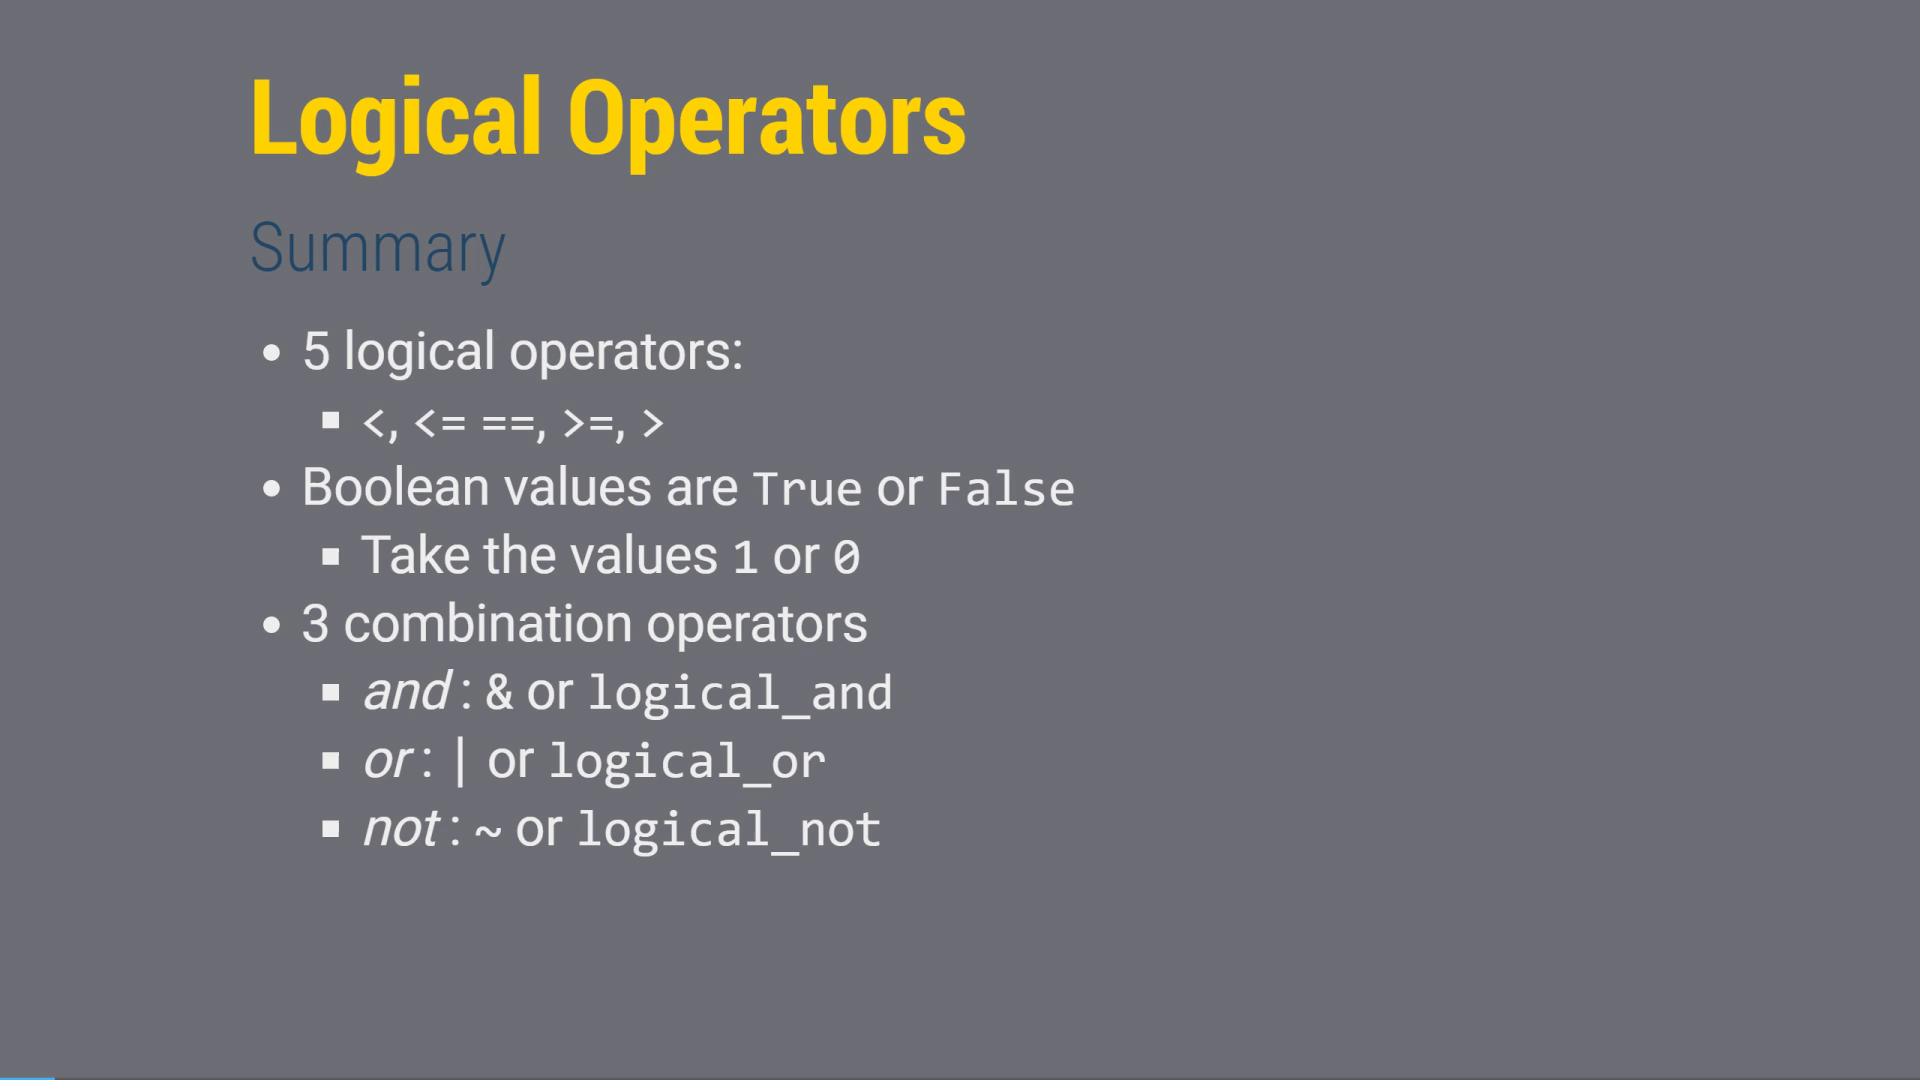 Logical Operators
Summary
• 5 logical operators:
▪ <, <= ==, >=, >
• Boolean values are True or False
▪ Take the values 1 or 0
• 3 combination operators
▪ and : & or logical_and
▪ or : | or logical_or
▪ not : ~ or logical_not